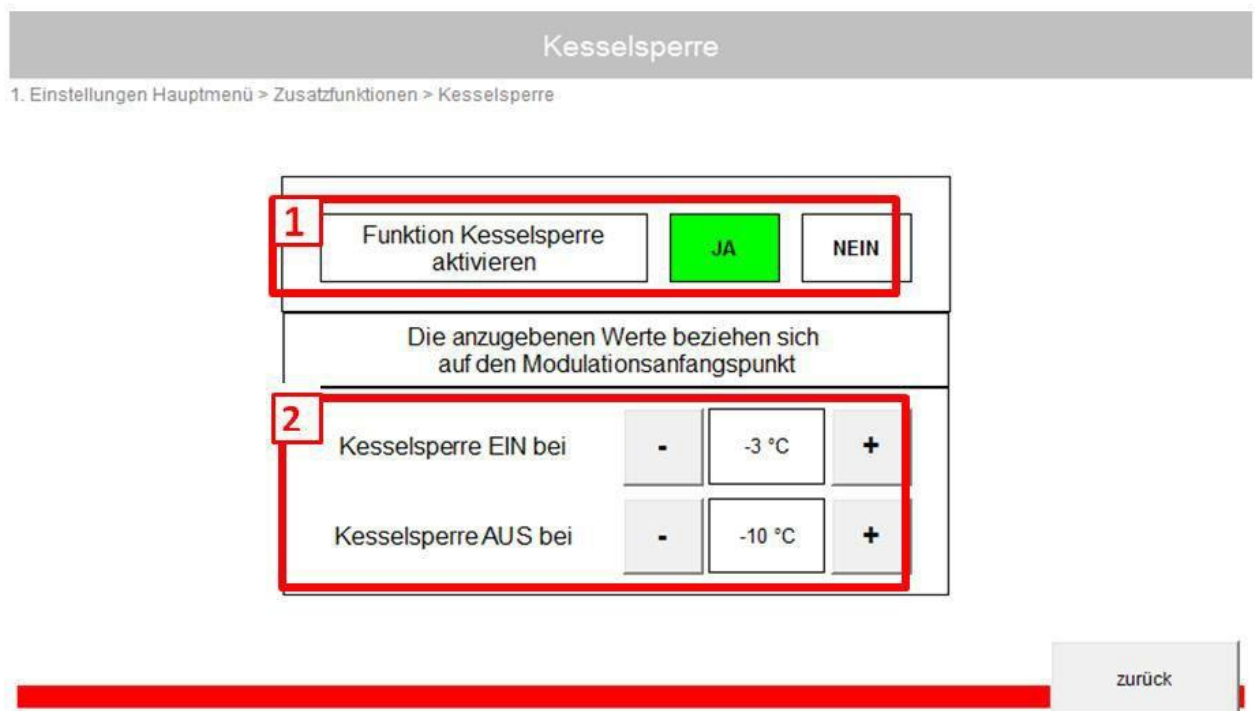 Kesselsperre
1. Einstellungen Hauptmenü > Zusatzfunktionen > Kesselsperre
1
Funktion Kesselsperre
aktivieren
JA
NEIN
Die anzugebenen Werte beziehen sich
auf den Modulationsanfangspunkt
2
Kesselsperre EIN bei
-
-3 °C
+
Kesselsperre AUS bei
-
-10 °C
+
zurück